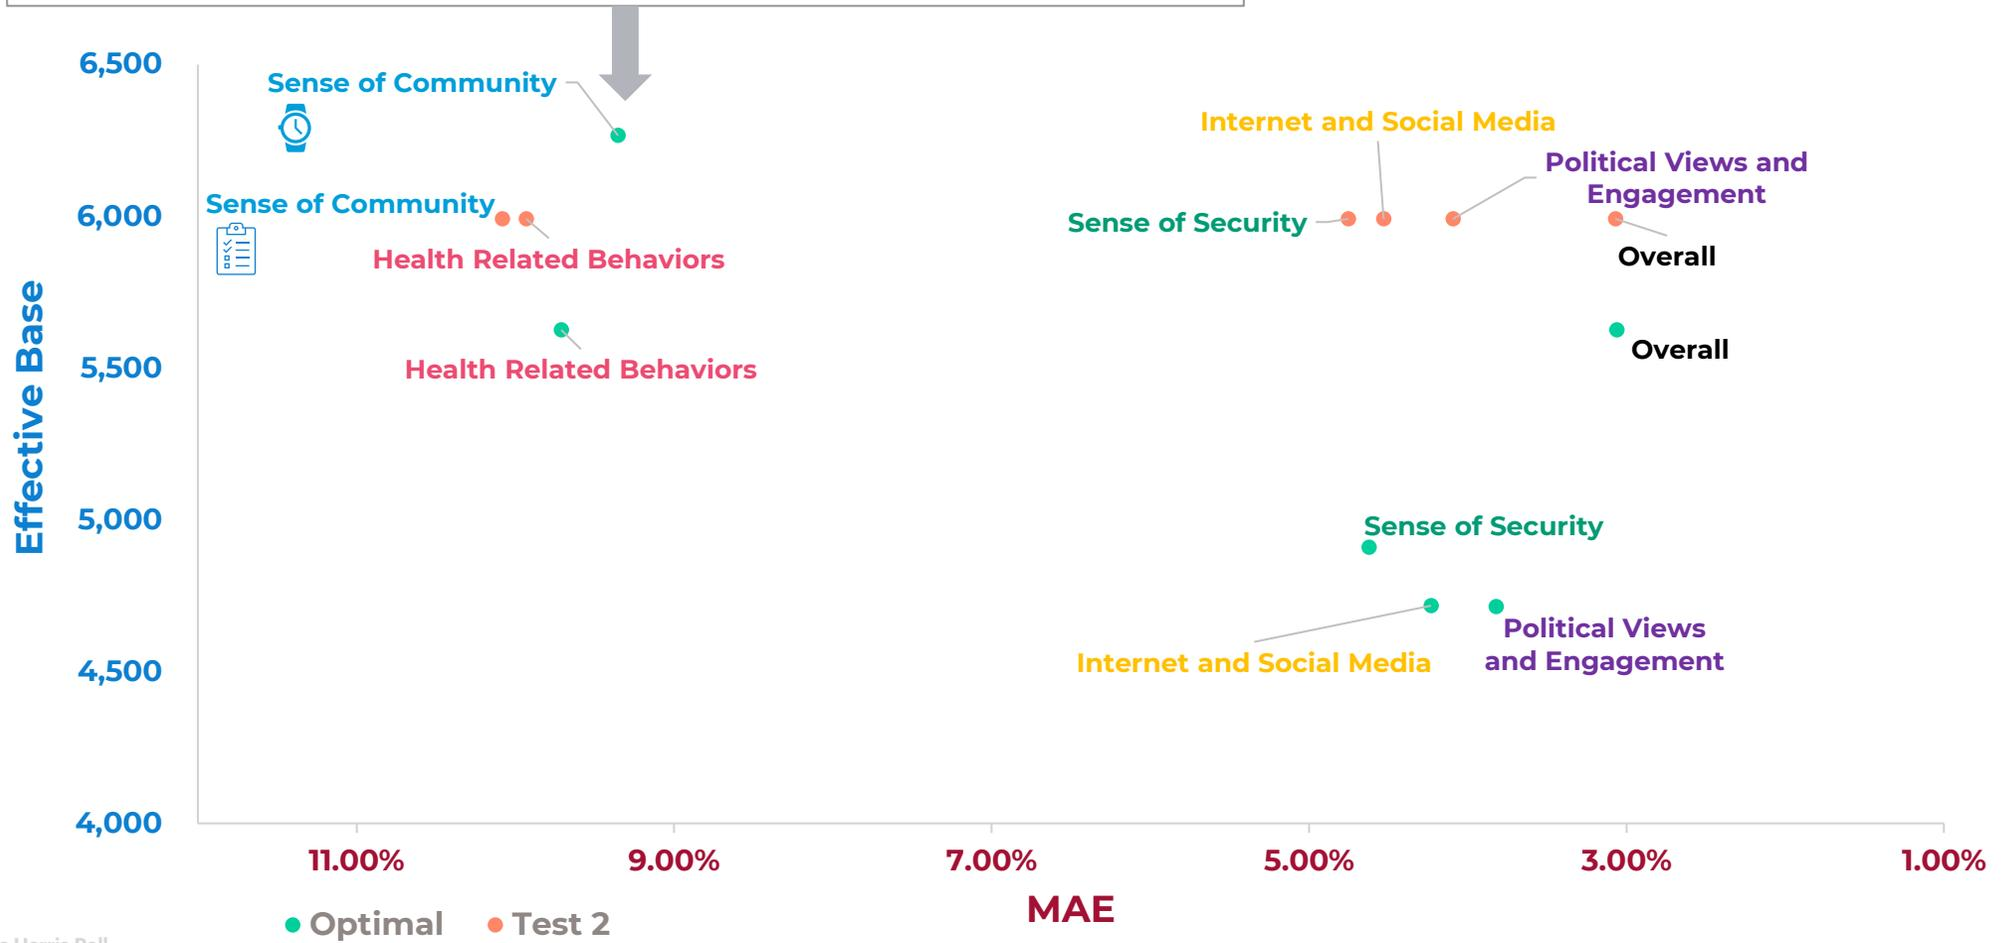 6,500
Sense of Community
Internet and Social Media
Political Views and
Engagement
Sense of Community
6,000
Sense of Security
Health Related Behaviors
Overall
Effective Base
Overall
5,500
Health Related Behaviors
5,000
Sense of Security
Political Views
and Engagement
Internet and Social Media
4,500
4,000
11.00%
9.00%
7.00%
5.00%
3.00%
1.00%
MAE
Optimal
Test 2